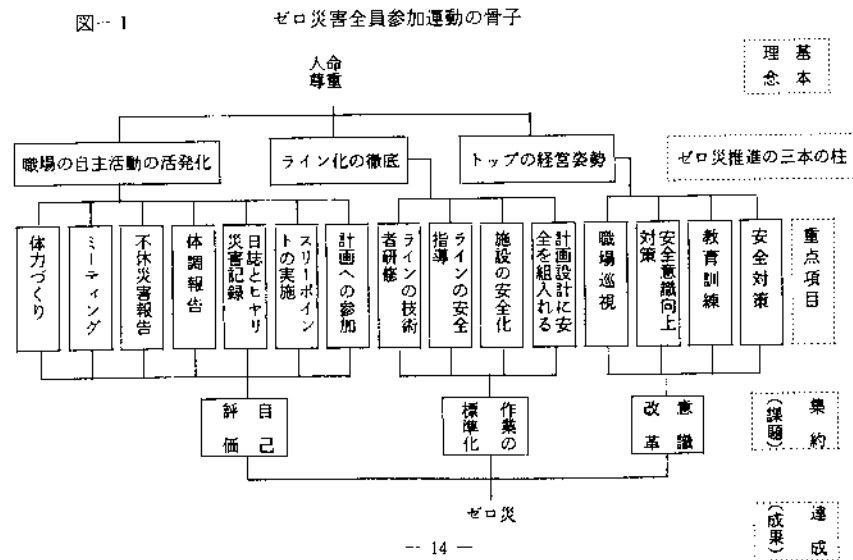 図―1
ゼロ災害全員参加運動の骨子
人命
尊重
基本
理念
職場の自主活動の活発化
ライン化の徹底
トップの経営姿勢
ゼロ災推進の三本の柱
体力づくり
ミーティング
不休災害報告
体調報告
日誌とヒヤリ
災害記録
スリーポイン
トの実施
計画への参加
ラインの技術
者研修
ラインの安全
指導
施設の安全化
計画設計に安
全を組入れる
職場巡視
安全意識向上
対策
教育訓練
安全対策
重点項目
自己
評価
作業の
標準化
意識
改革
集約
(課題)
ゼロ災
達成
(成果)
― 14 ―